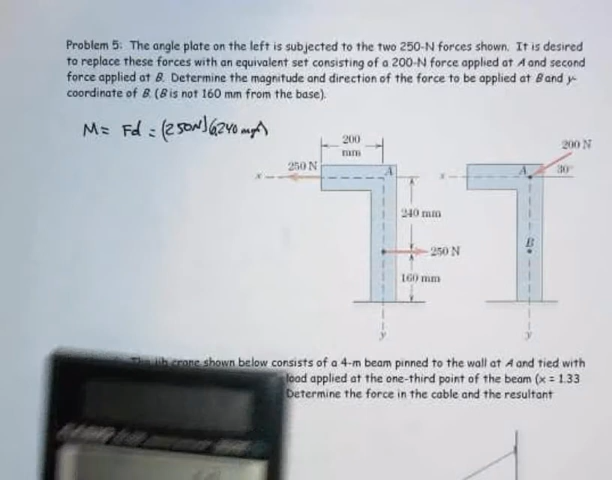 Problem 5: The angle plate on the left is subjected to the two 250-N forces shown. It is desired
to replace these forces with an equivalent set consisting of a 200-N force applied at A and second
force applied at B. Determine the magnitude and direction of the force to be applied at B and y-
coordinate of B. (B is not 160 mm from the base).
M = Fd = (250N)(240 mm)
200
mm
200 N
250 N
x
A
x
A
30°
240 mm
B
250 N
160 mm
y
y
crane shown below consists of a 4-m beam pinned to the wall at A and tied with
load applied at the one-third point of the beam (x = 1.33
Determine the force in the cable and the resultant